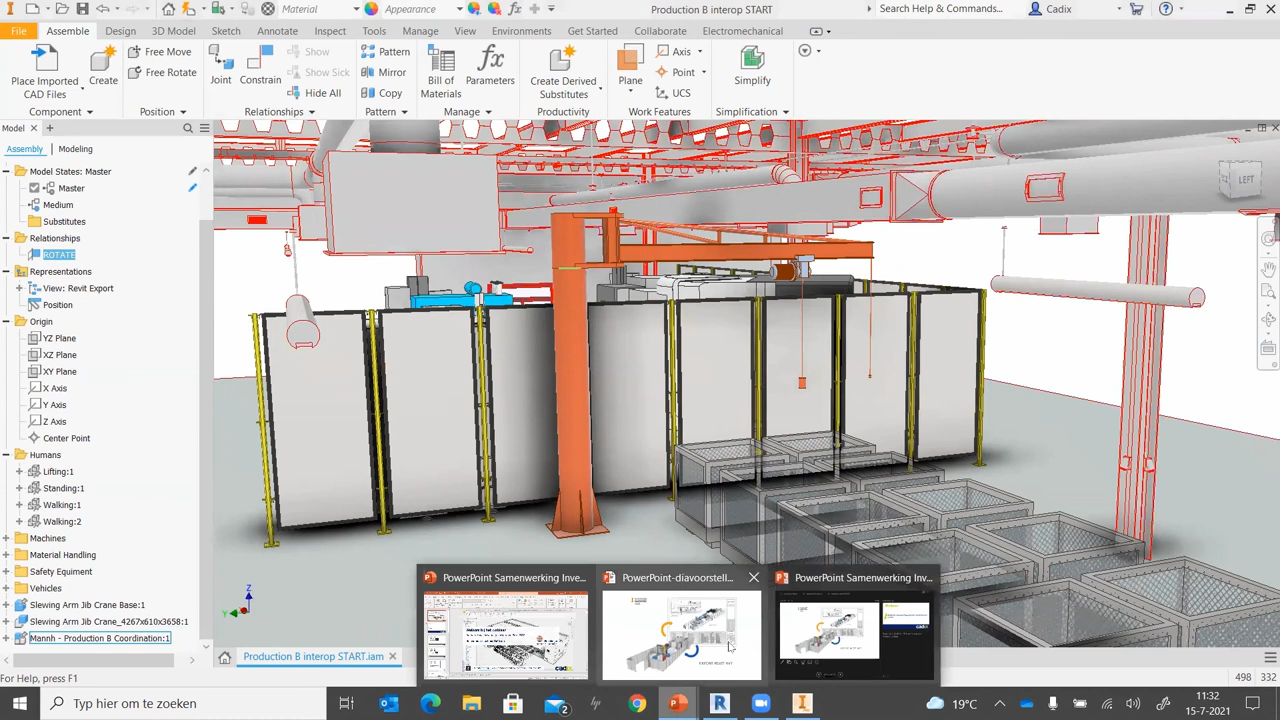 Material
Appearance
Production B interop START
Search Help & Commands...
Cadix
File
Assemble
Design
3D Model
Sketch
Annotate
Inspect
Tools
Manage
View
Environments
Get Started
Collaborate
Electromechanical
Place Imported
CAD Files
Create
Free Move
Free Rotate
Joint
Constrain
Show
Show Sick
Hide All
Pattern
Mirror
Copy
Bill of
Materials
Parameters
Create Derived
Substitutes
Plane
Axis
Point
UCS
Simplify
Component
Position
Relationships
Pattern
Manage
Productivity
Work Features
Simplification
Model
Assembly
Modeling
Model States: Master
Master
Medium
Substitutes
Relationships
ROTATE
Representations
View: Revit Export
Position
Origin
YZ Plane
XZ Plane
XY Plane
X Axis
Y Axis
Z Axis
Center Point
Humans
Lifting:1
Standing:1
Walking:1
Walking:2
Machines
Material Handling
Safety Equipment
Vehicles
Slewing Arm Jib Crane Base:1
Slewing Arm Jib Crane_4267x610x3658:1
Mannh - Production B Coordination:1
LEFT
Z
Y
PowerPoint Samenwerking Inve...
PowerPoint-diavoorstell...
PowerPoint Samenwerking Inv...
Production B interop START.iam
For Help, press F1
498
332
Typ hier om te zoeken
2
19°C
11:32
15-7-2021